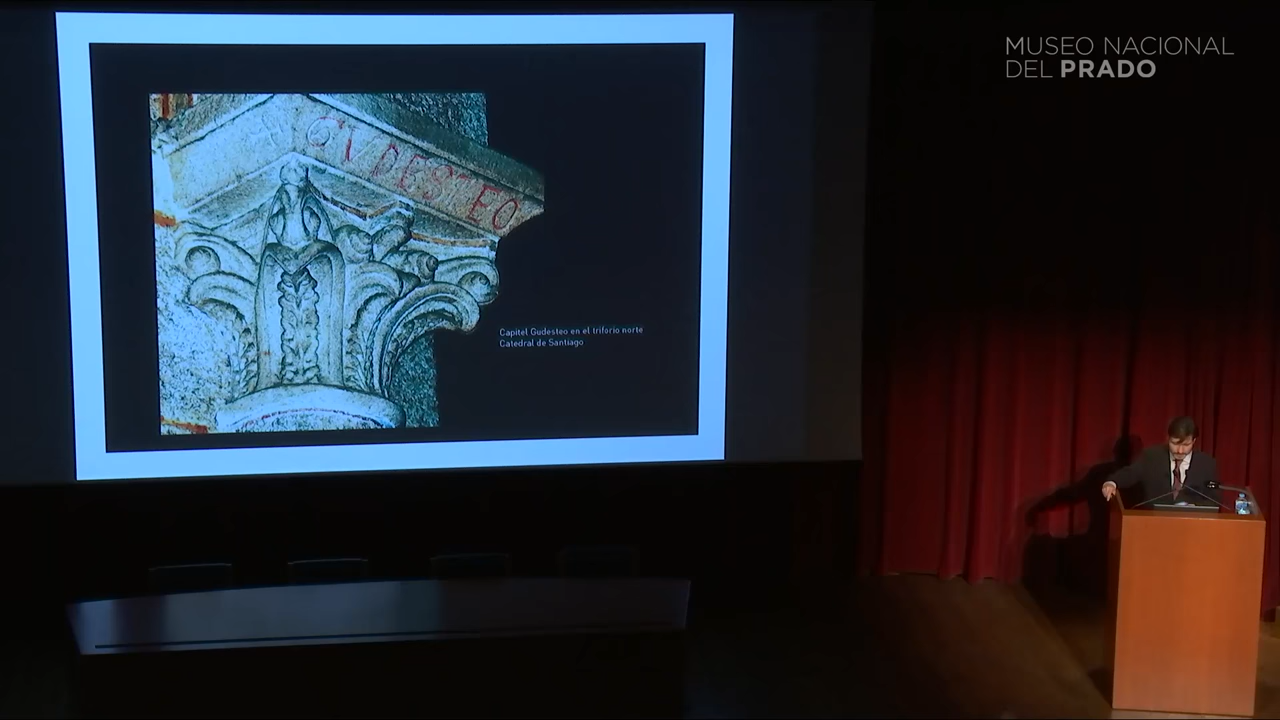 MUSEO NACIONAL
DEL PRADO
GVDESTEO
Capitel Gudesteo en el triforio norte
Catedral de Santiago